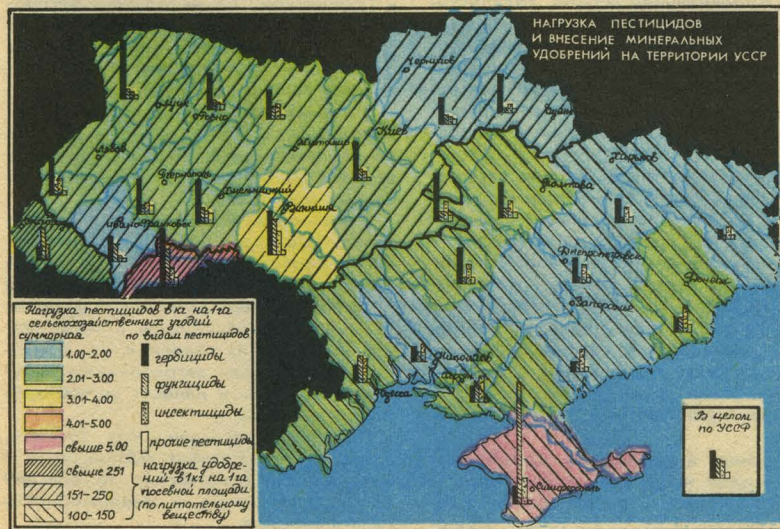 НАГРУЗКА ПЕСТИЦИДОВ
И ВНЕСЕНИЕ МИНЕРАЛЬНЫХ
УДОБРЕНИЙ НА ТЕРРИТОРИИ УССР
Чернигов
Сумы
Луцк
Ровно
Киев
Харьков
Житомир
Львов
Тернополь
Хмельницкий
Полтава
Винница
Ивано-Франковск
Днепропетровск
Донецк
Запорожье
Николаев
Херсон
Одесса
Симферополь
Нагрузка пестицидов в кг на 1 га
сельскохозяйственных угодий
суммарная по видам пестицидов
1.00-2.00 гербициды
2.01-3.00 фунгициды
3.01-4.00 инсектициды
4.01-5.00
свыше 5.00 прочие пестициды
свыше 251
151-250
100-150
нагрузка удобре-
ний в 1кг на 1га
посевной площади
(по питательному
веществу)
В целом
по УССР